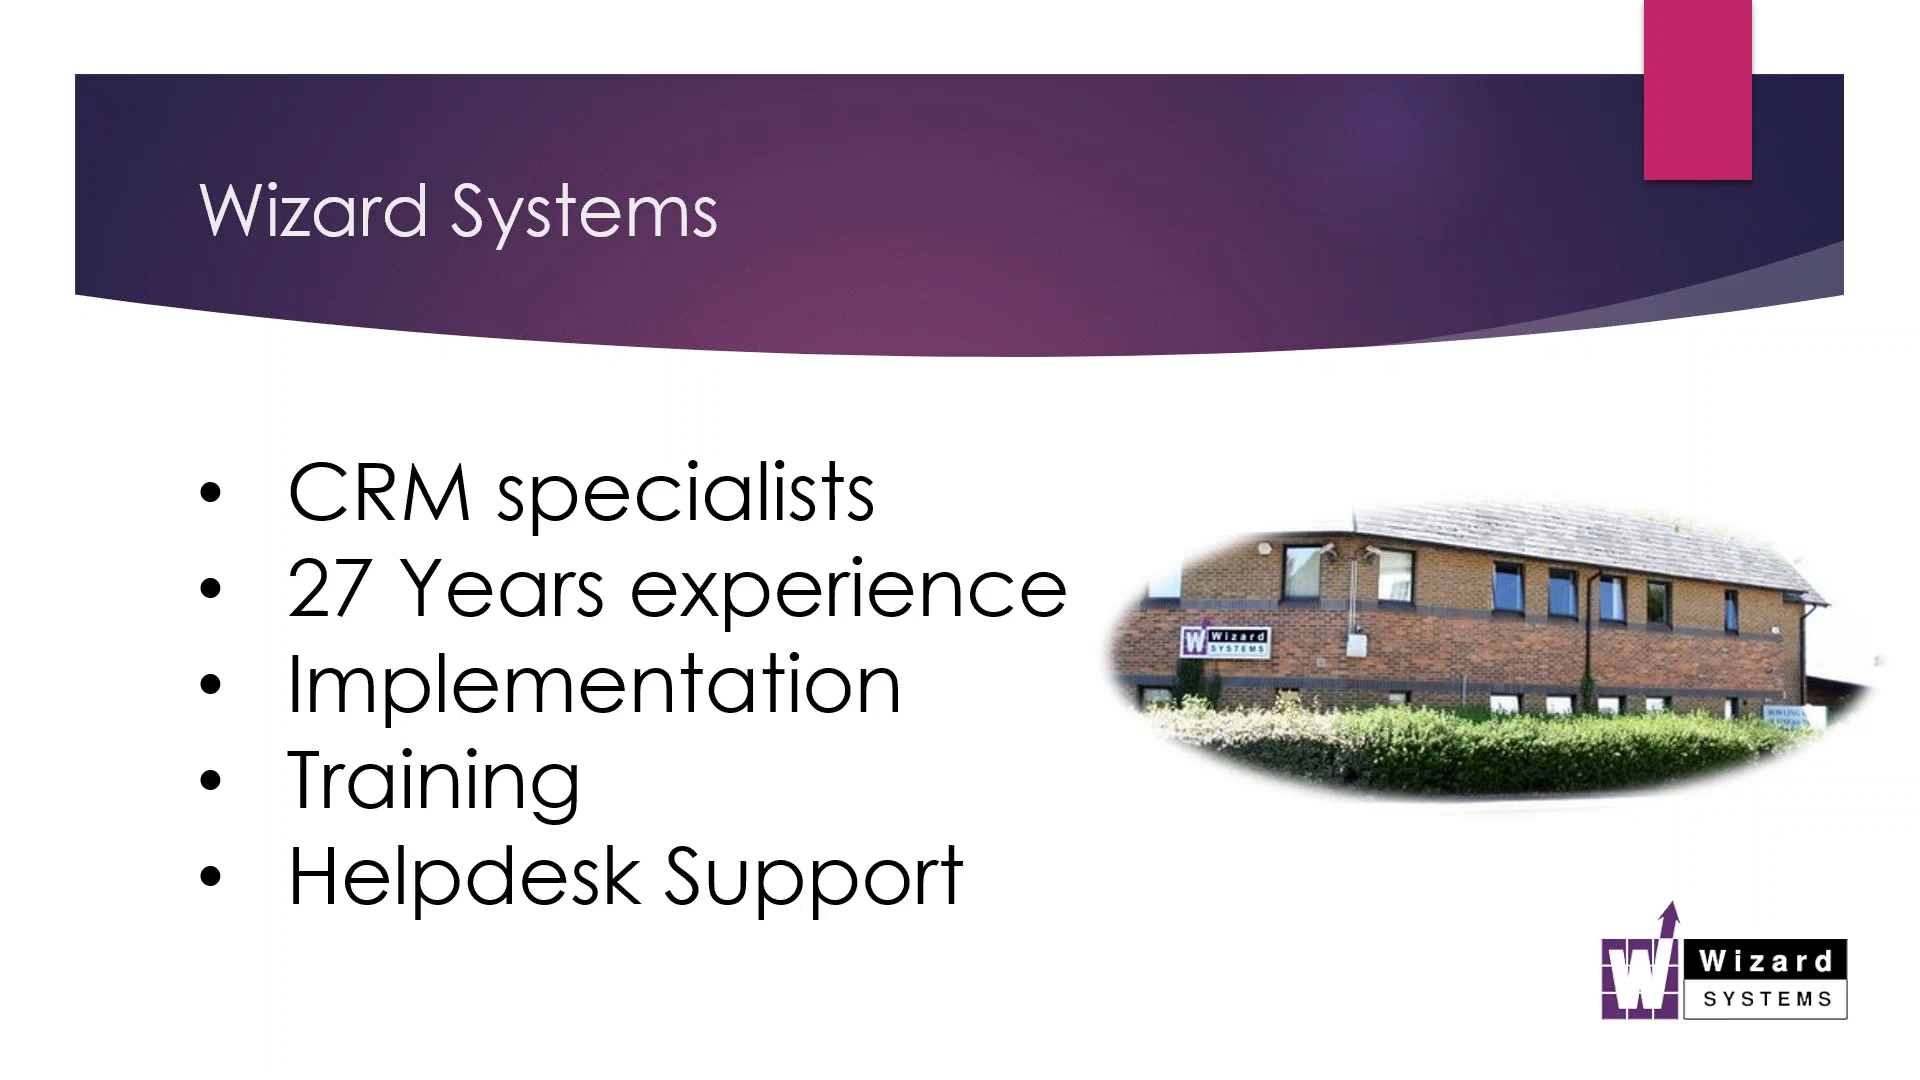 Wizard Systems
• CRM specialists
• 27 Years experience
• Implementation
• Training
• Helpdesk Support
W Wizard
SYSTEMS
W Wizard
SYSTEMS